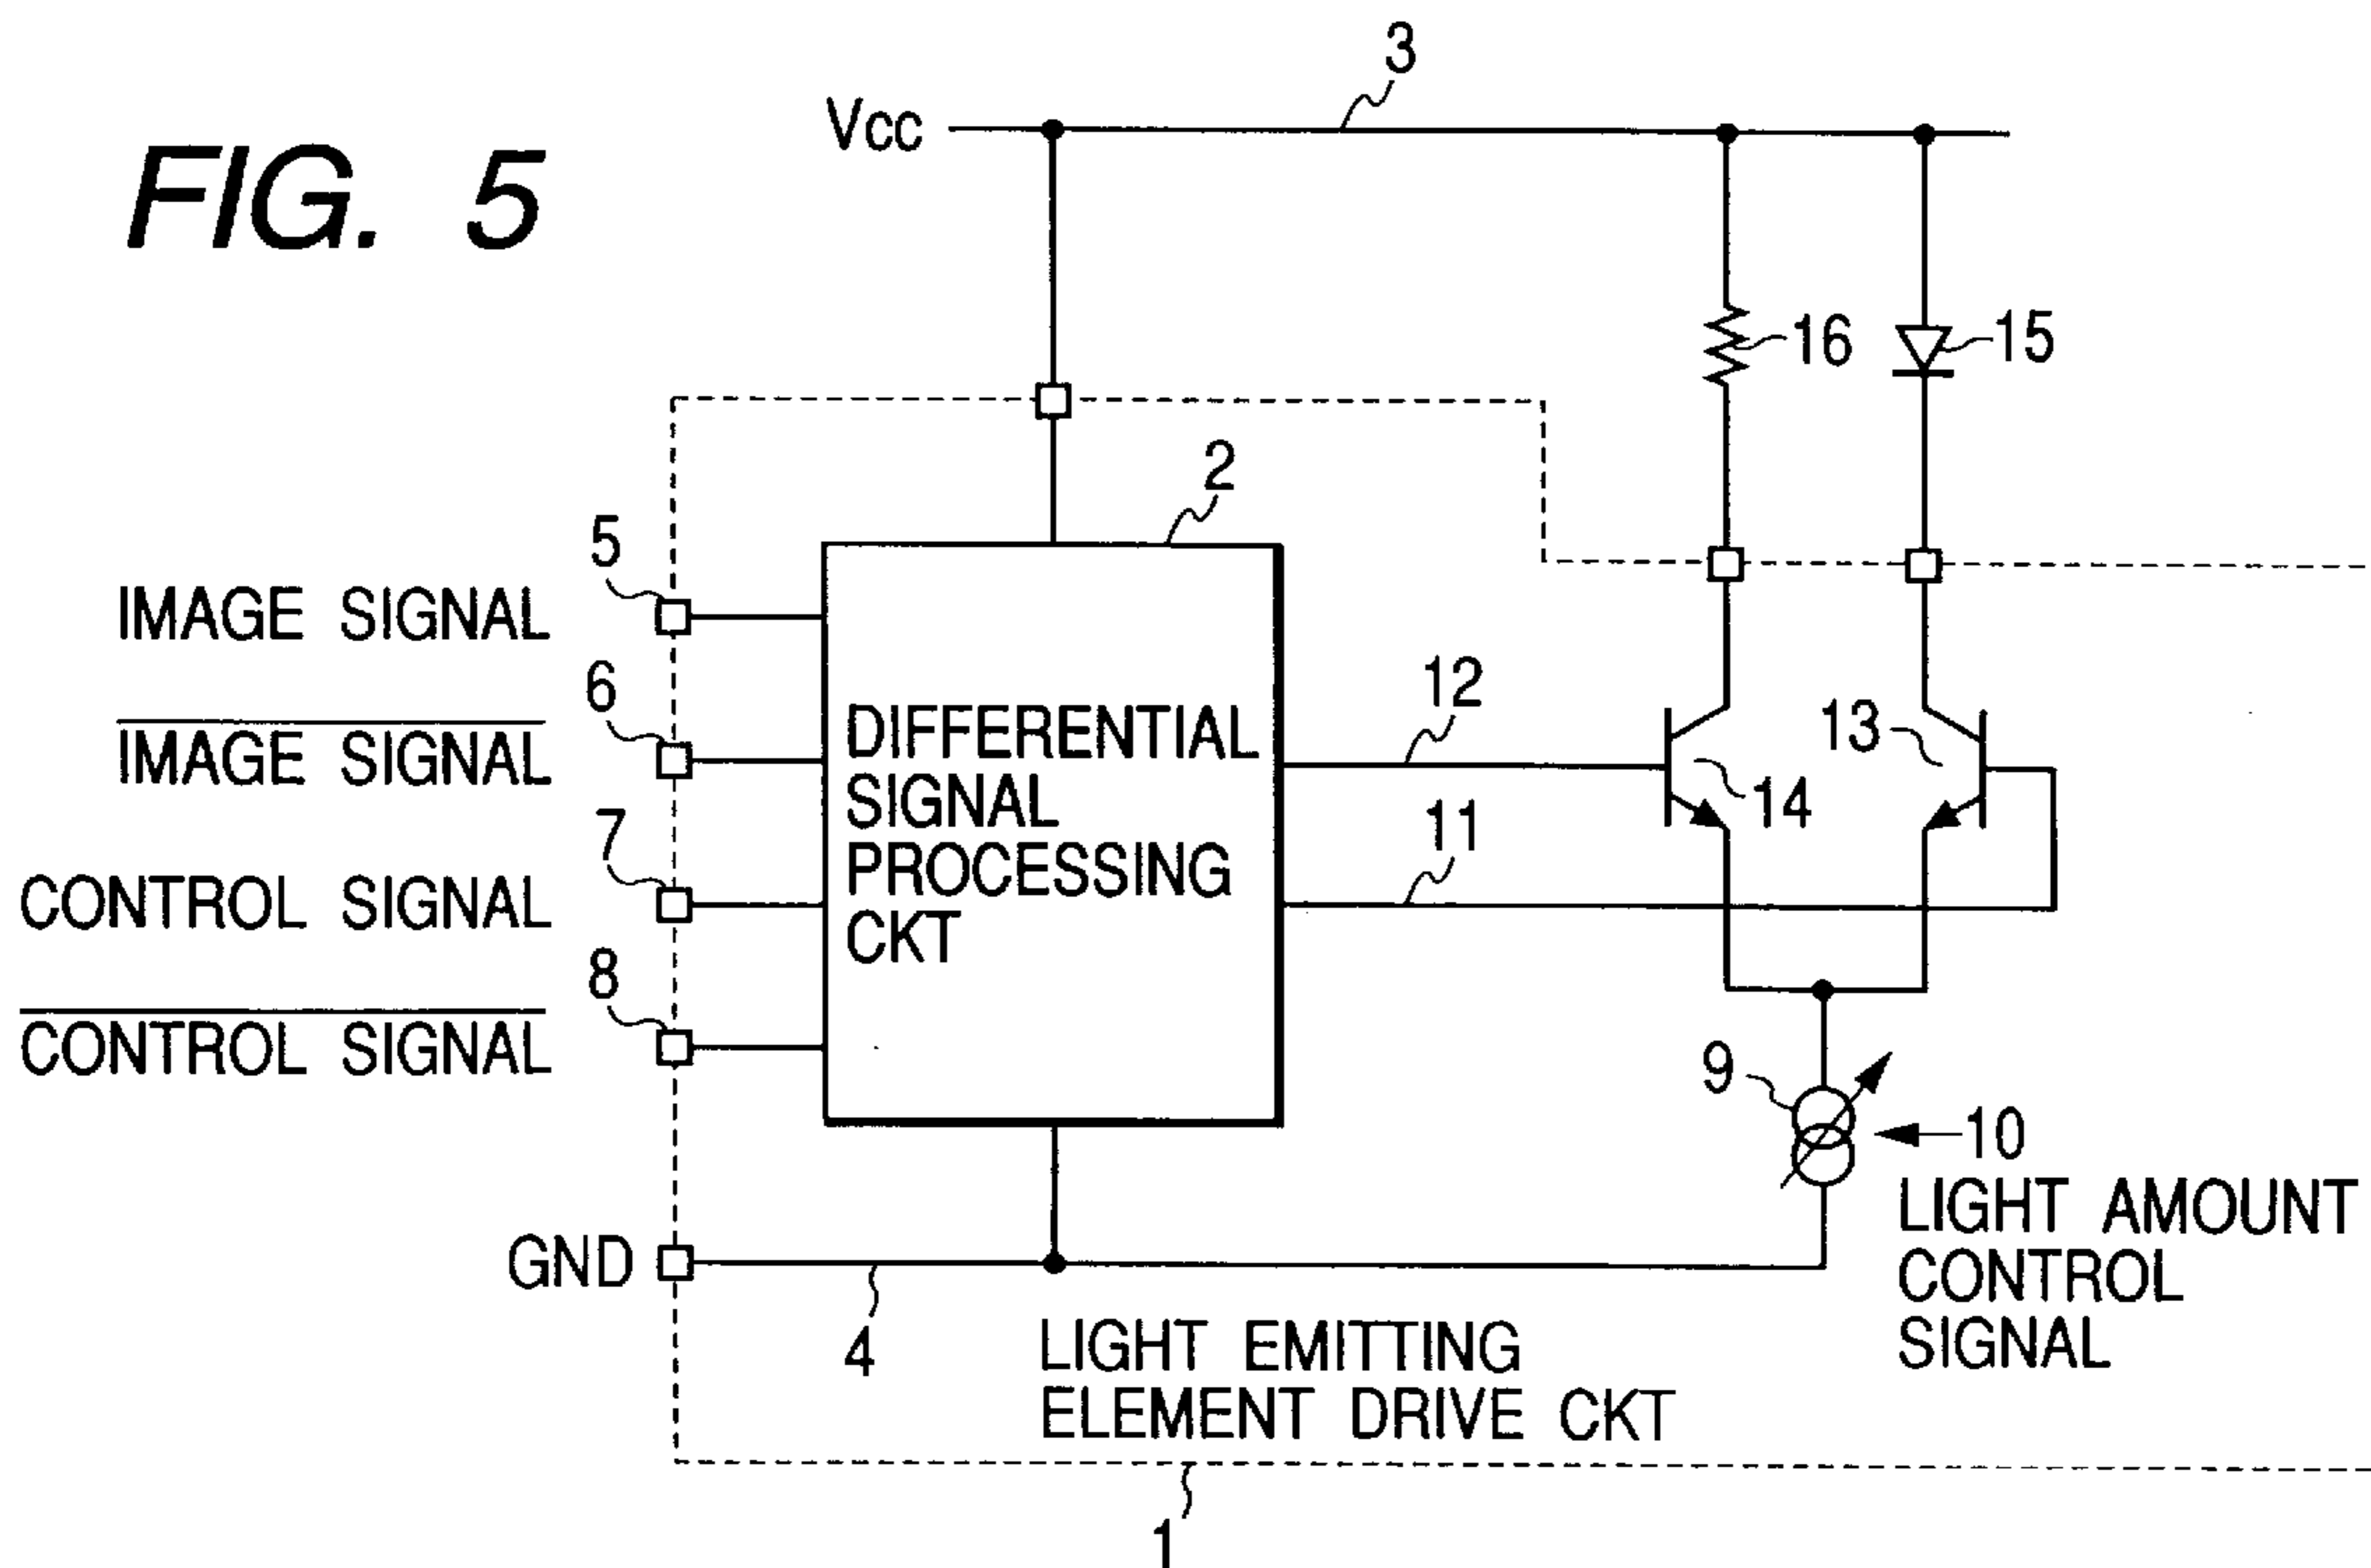 FIG. 5
Vcc
3
16
15
2
5
IMAGE SIGNAL
6
IMAGE SIGNAL
12
13
DIFFERENTIAL
SIGNAL
PROCESSING
CKT
14
11
7
CONTROL SIGNAL
8
CONTROL SIGNAL
9
10
LIGHT AMOUNT
CONTROL
SIGNAL
GND
4
LIGHT EMITTING
ELEMENT DRIVE CKT
1